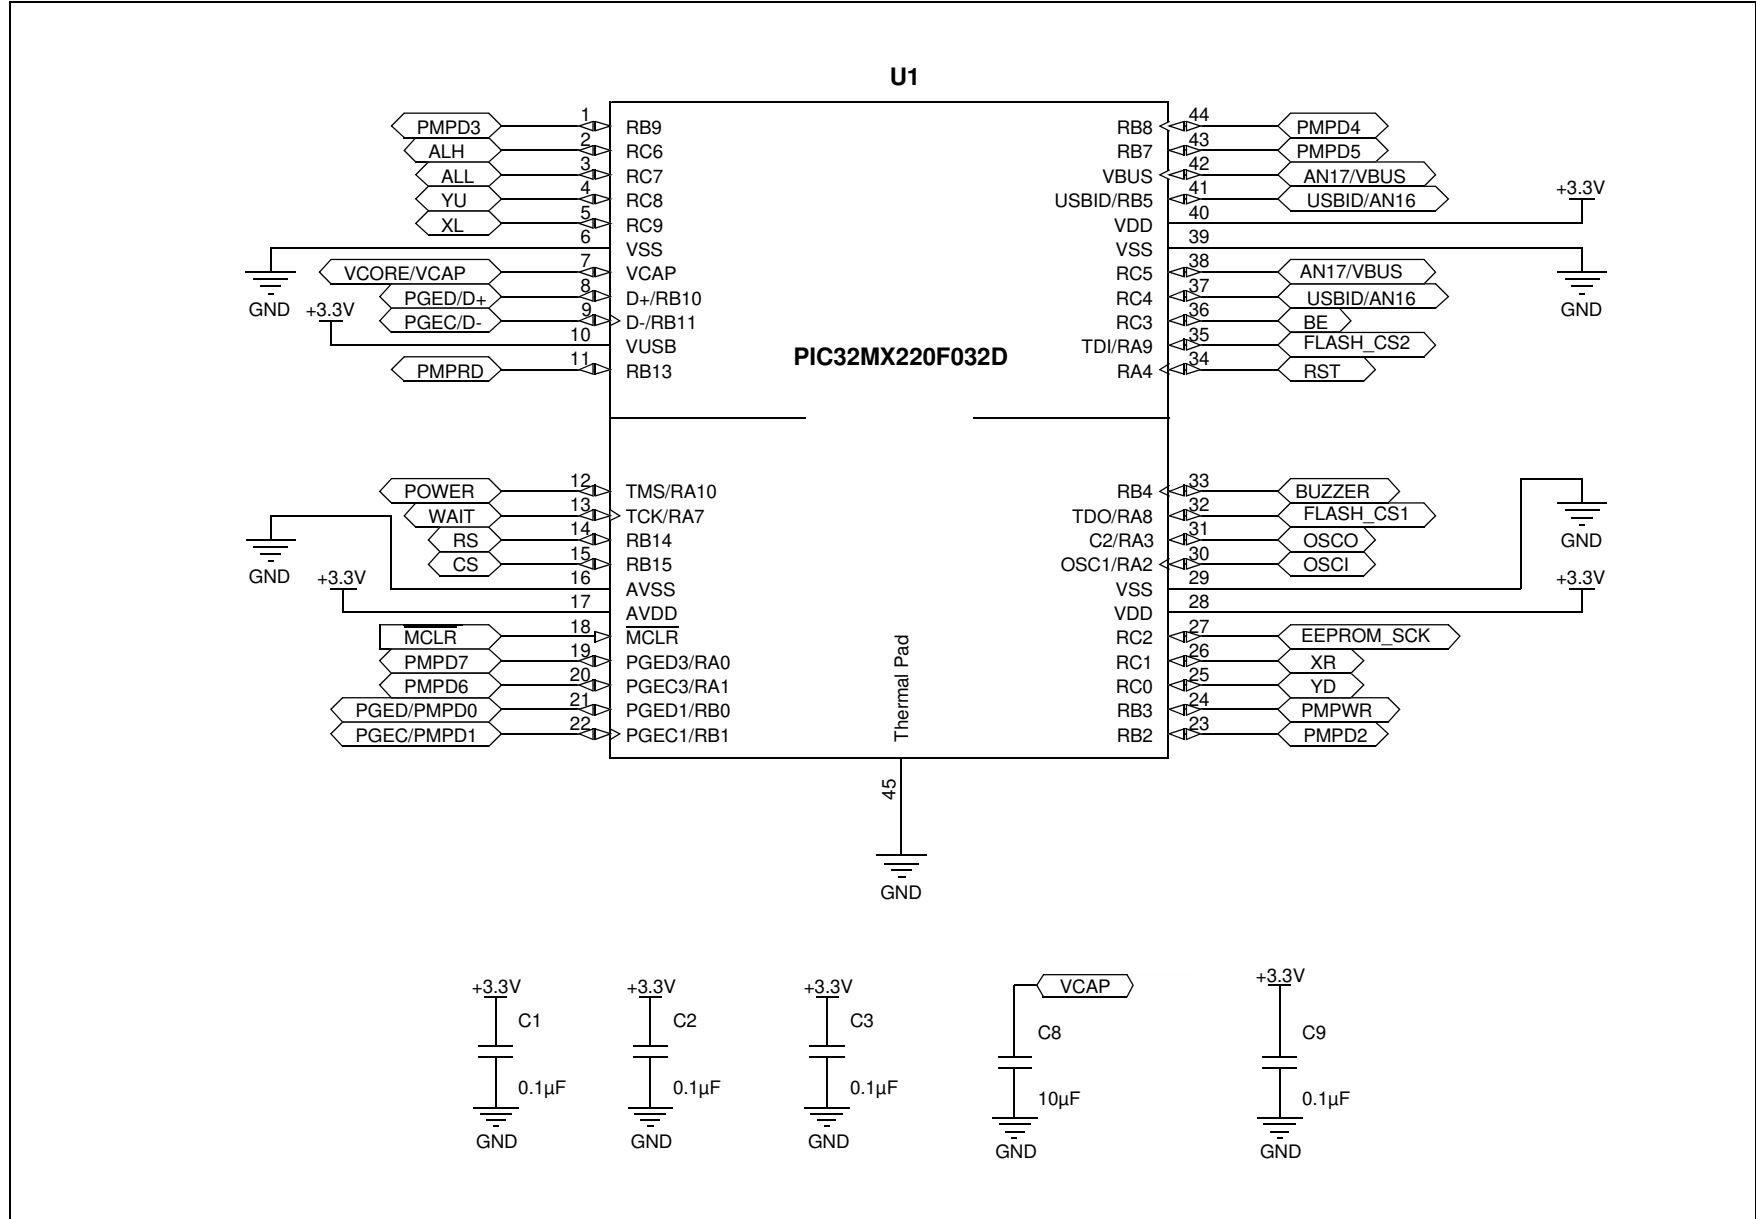 U1
PMPD3 1 RB9
ALH 2 RC6
ALL 3 RC7
YU 4 RC8
XL 5 RC9
6 VSS
GND
VCORE/VCAP 7 VCAP
PGED/D+ 8 D+/RB10
PGEC/D- 9 D-/RB11
+3.3V
10 VUSB
PMPRD 11 RB13
PIC32MX220F032D
RB8 44 PMPD4
RB7 43 PMPD5
VBUS 42 AN17/VBUS
USBID/RB5 41 USBID/AN16
+3.3V
VDD 40
VSS 39
GND
RC5 38 AN17/VBUS
RC4 37 USBID/AN16
RC3 36 BE
TDI/RA9 35 FLASH_CS2
RA4 34 RST
POWER 12 TMS/RA10
WAIT 13 TCK/RA7
RS 14 RB14
CS 15 RB15
GND
16 AVSS
+3.3V
17 AVDD
MCLR 18 MCLR
PMPD7 19 PGED3/RA0
PMPD6 20 PGEC3/RA1
PGED/PMPD0 21 PGED1/RB0
PGEC/PMPD1 22 PGEC1/RB1
RB4 33 BUZZER
TDO/RA8 32 FLASH_CS1
C2/RA3 31 OSCO
OSC1/RA2 30 OSCI
GND
VSS 29
+3.3V
VDD 28
RC2 27 EEPROM_SCK
RC1 26 XR
RC0 25 YD
RB3 24 PMPWR
RB2 23 PMPD2
Thermal Pad
45
GND
+3.3V
C1
0.1µF
GND
+3.3V
C2
0.1µF
GND
+3.3V
C3
0.1µF
GND
VCAP
C8
10µF
GND
+3.3V
C9
0.1µF
GND